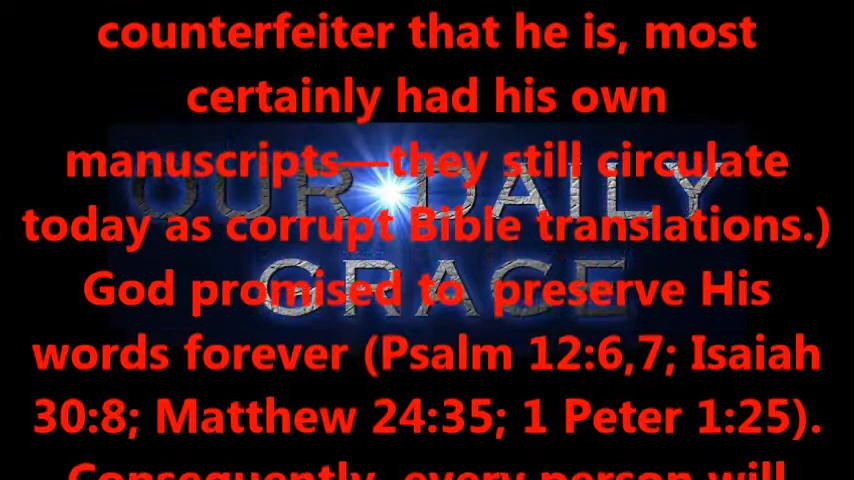 counterfeiter that he is, most
certainly had his own
manuscripts—they still circulate
today as corrupt Bible translations.)
God promised to  preserve His
words forever (Psalm 12:6,7; Isaiah
30:8; Matthew 24:35; 1 Peter 1:25).
Consequently, every person will
OUR DAILY
GRACE